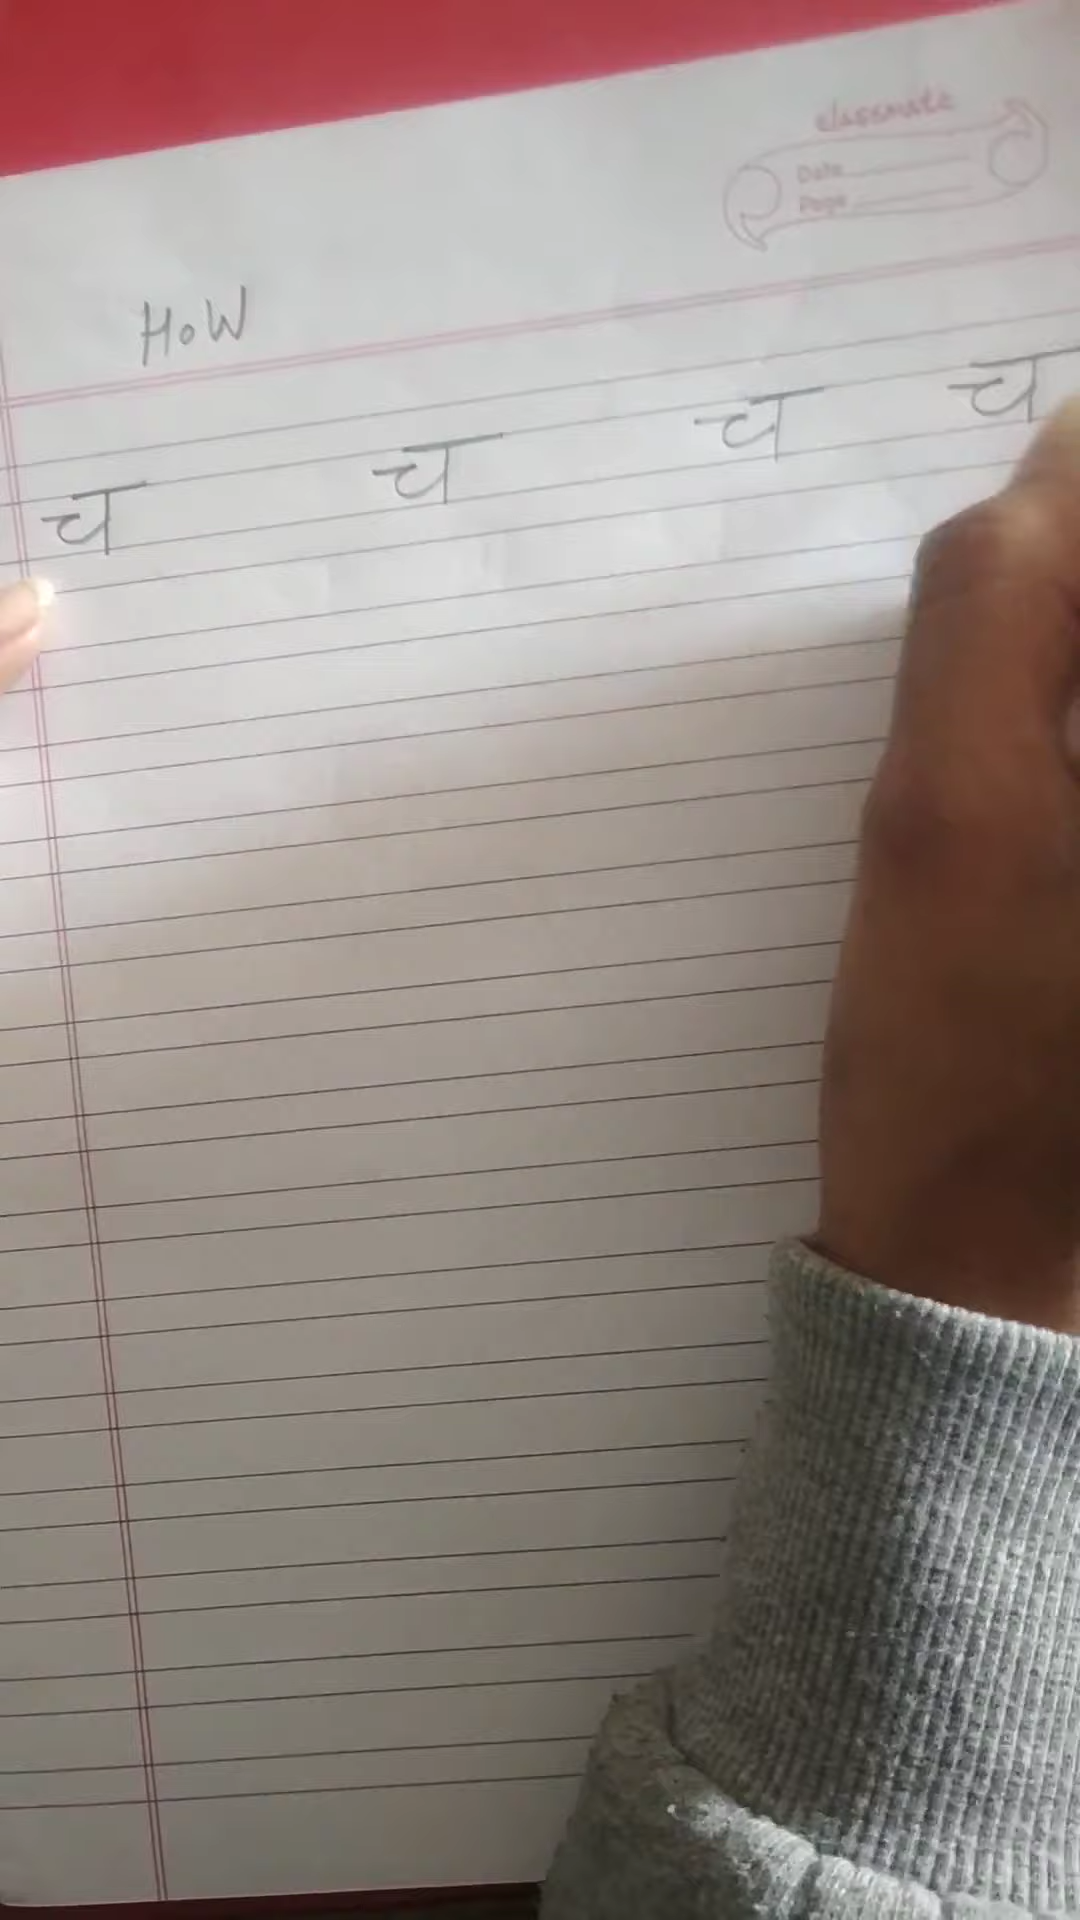 classmate
Date
Page
HoW
च च च च